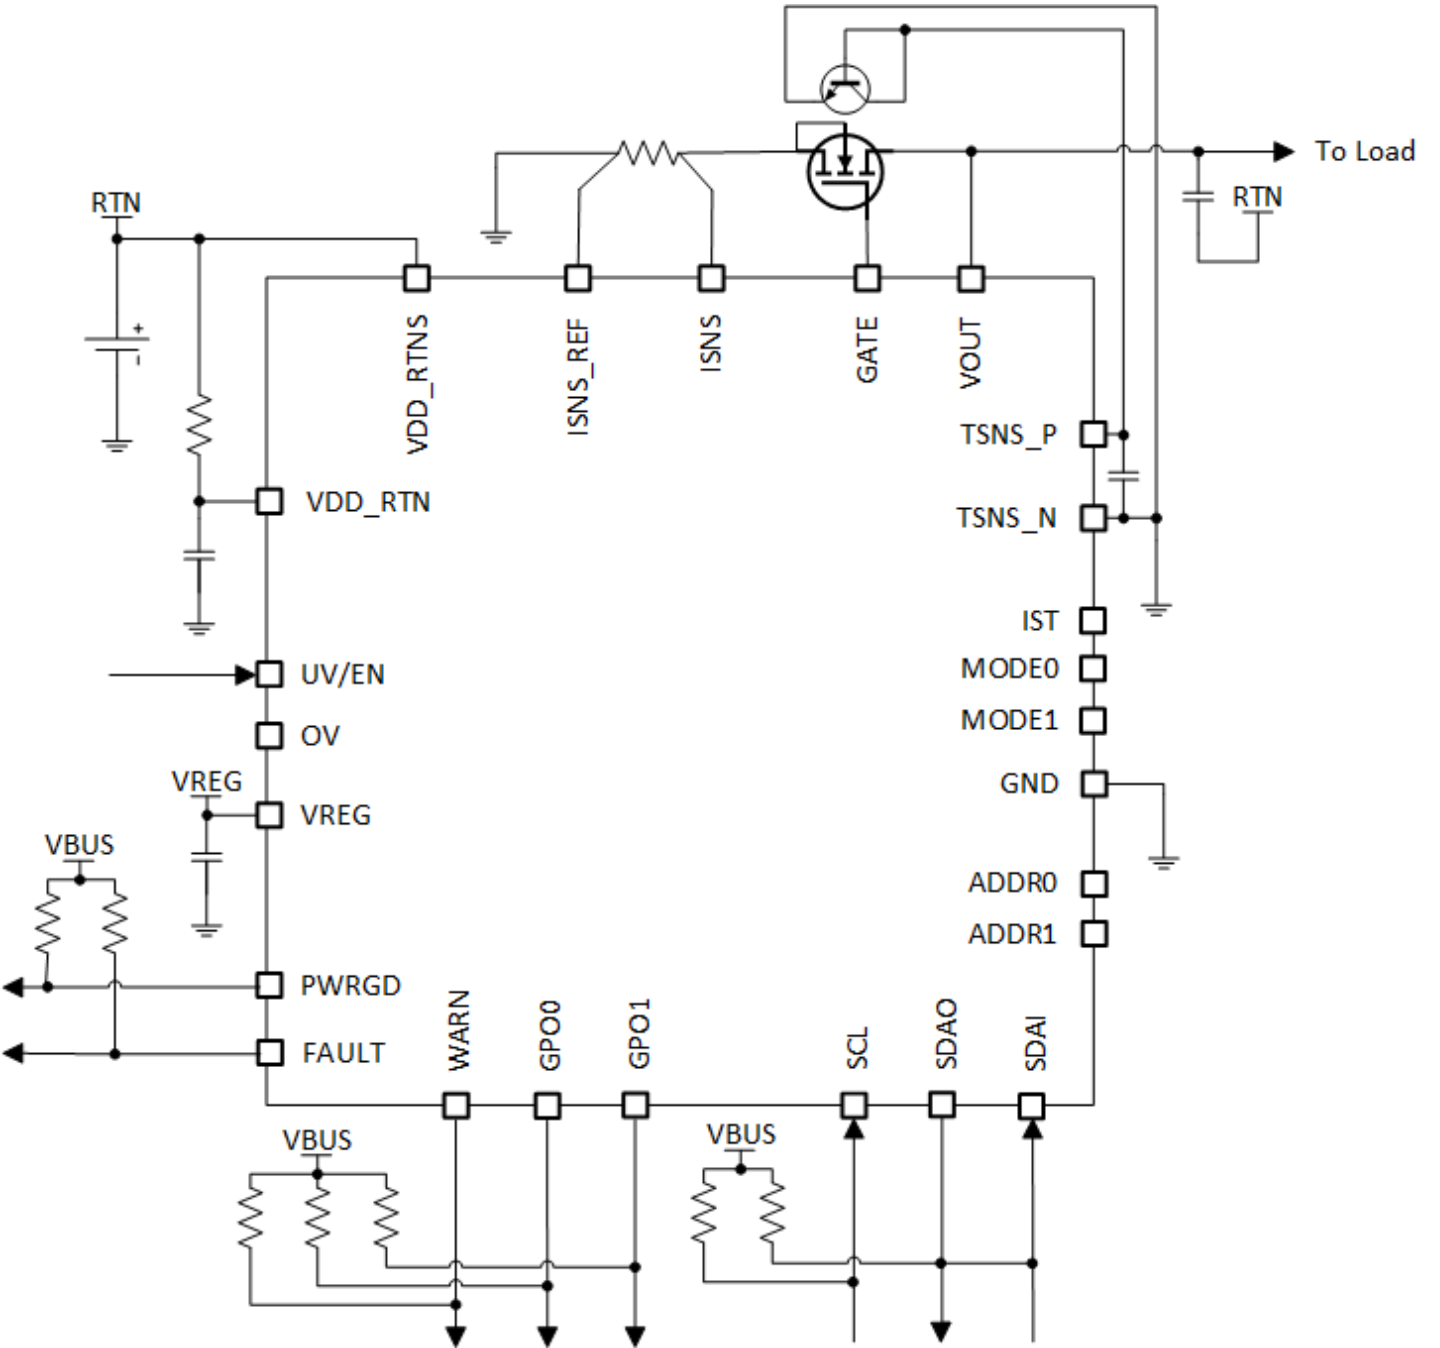 To Load
RTN
RTN
VDD_RTNS
ISNS_REF
ISNS
GATE
VOUT
TSNS_P
VDD_RTN
TSNS_N
IST
UV/EN
MODE0
MODE1
OV
VREG
GND
VREG
VBUS
ADDR0
ADDR1
PWRGD
WARN
GPO0
GPO1
SCL
SDAO
SDAI
FAULT
VBUS
VBUS
+
-